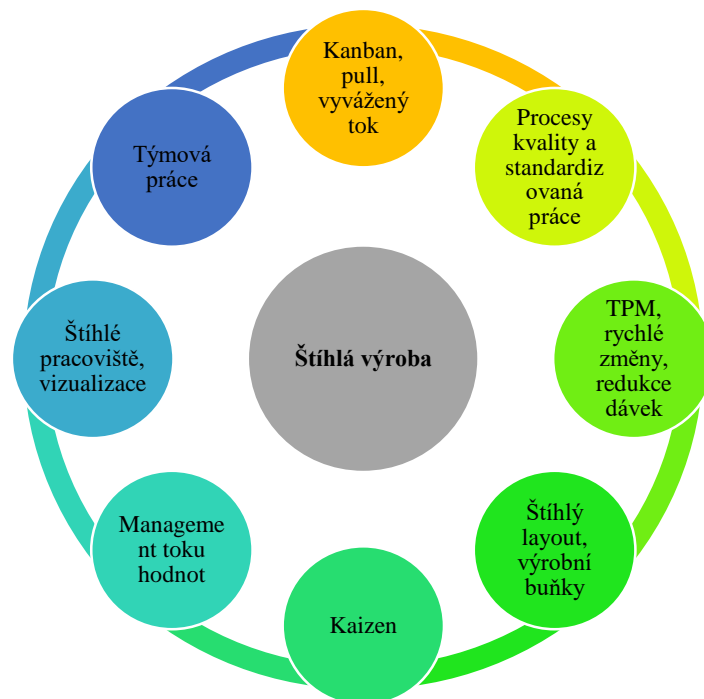 Kanban,
pull,
vyvážený
tok
Procesy
kvality a
standardiz
ovaná
práce
TPM,
rychlé
změny,
redukce
dávek
Štíhlý
layout,
výrobní
buňky
Kaizen
Manageme
nt toku
hodnot
Štíhlé
pracoviště,
vizualizace
Týmová
práce
Štíhlá výroba